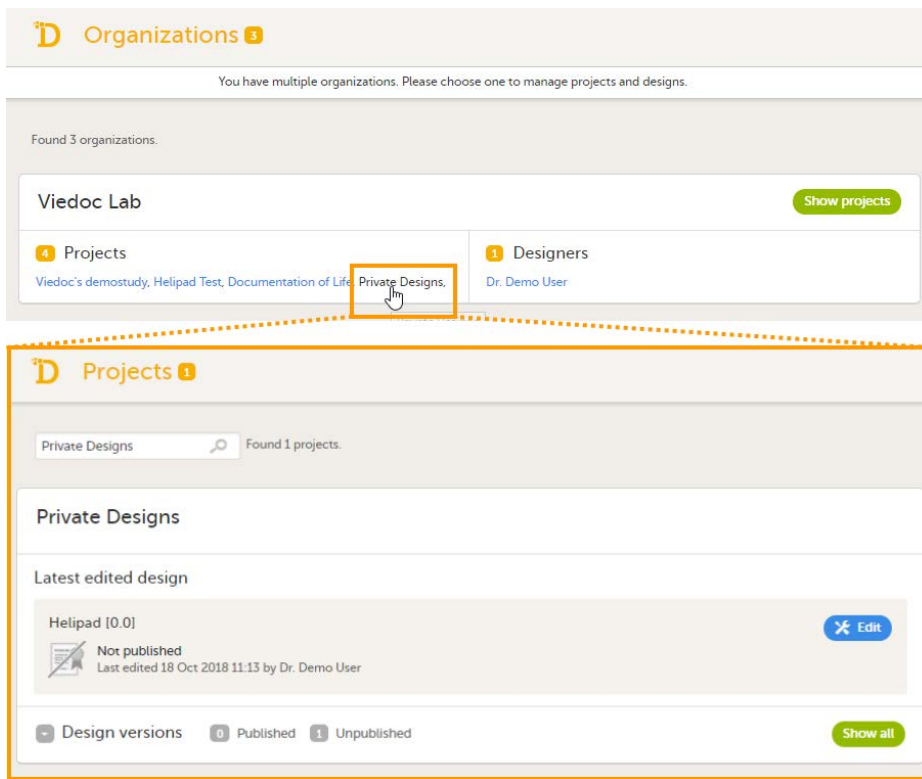 Organizations 3
You have multiple organizations. Please choose one to manage projects and designs.
Found 3 organizations.
Viedoc Lab
Show projects
4 Projects
1 Designers
Viedoc's demostudy, Helipad Test, Documentation of Life, Private Designs,
Dr. Demo User
Projects 1
Private Designs
Found 1 projects.
Private Designs
Latest edited design
Helipad [0.0]
Edit
Not published
Last edited 18 Oct 2018 11:13 by Dr. Demo User
Design versions 0 Published 1 Unpublished
Show all